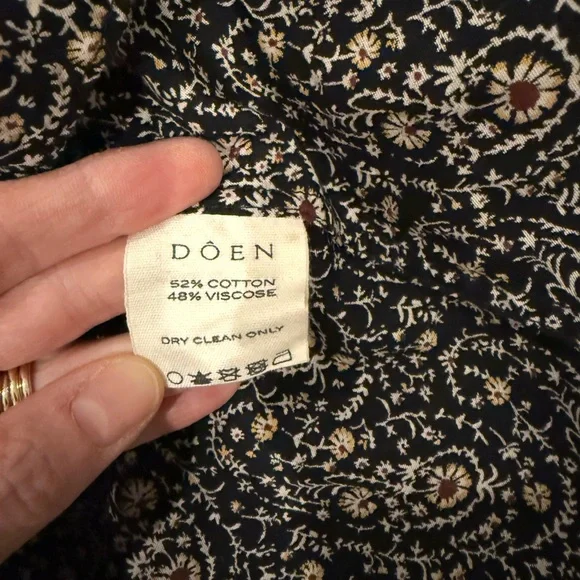 DÔEN
52% COTTON
48% VISCOSE
DRY CLEAN ONLY